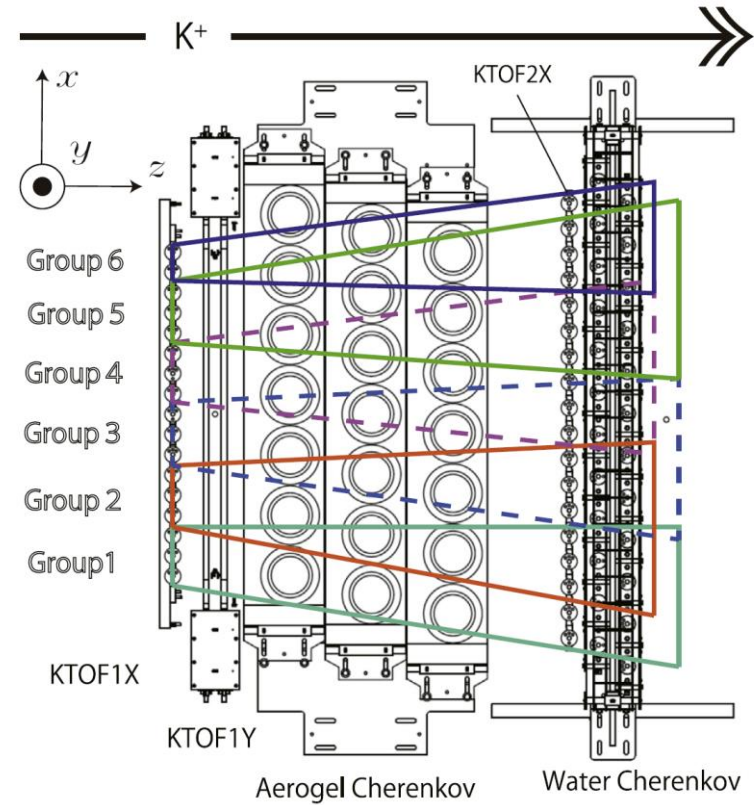 K⁺
KTOF2X
x
y
z
Group 6
Group 5
Group 4
Group 3
Group 2
Group1
KTOF1X
KTOF1Y
Aerogel Cherenkov
Water Cherenkov